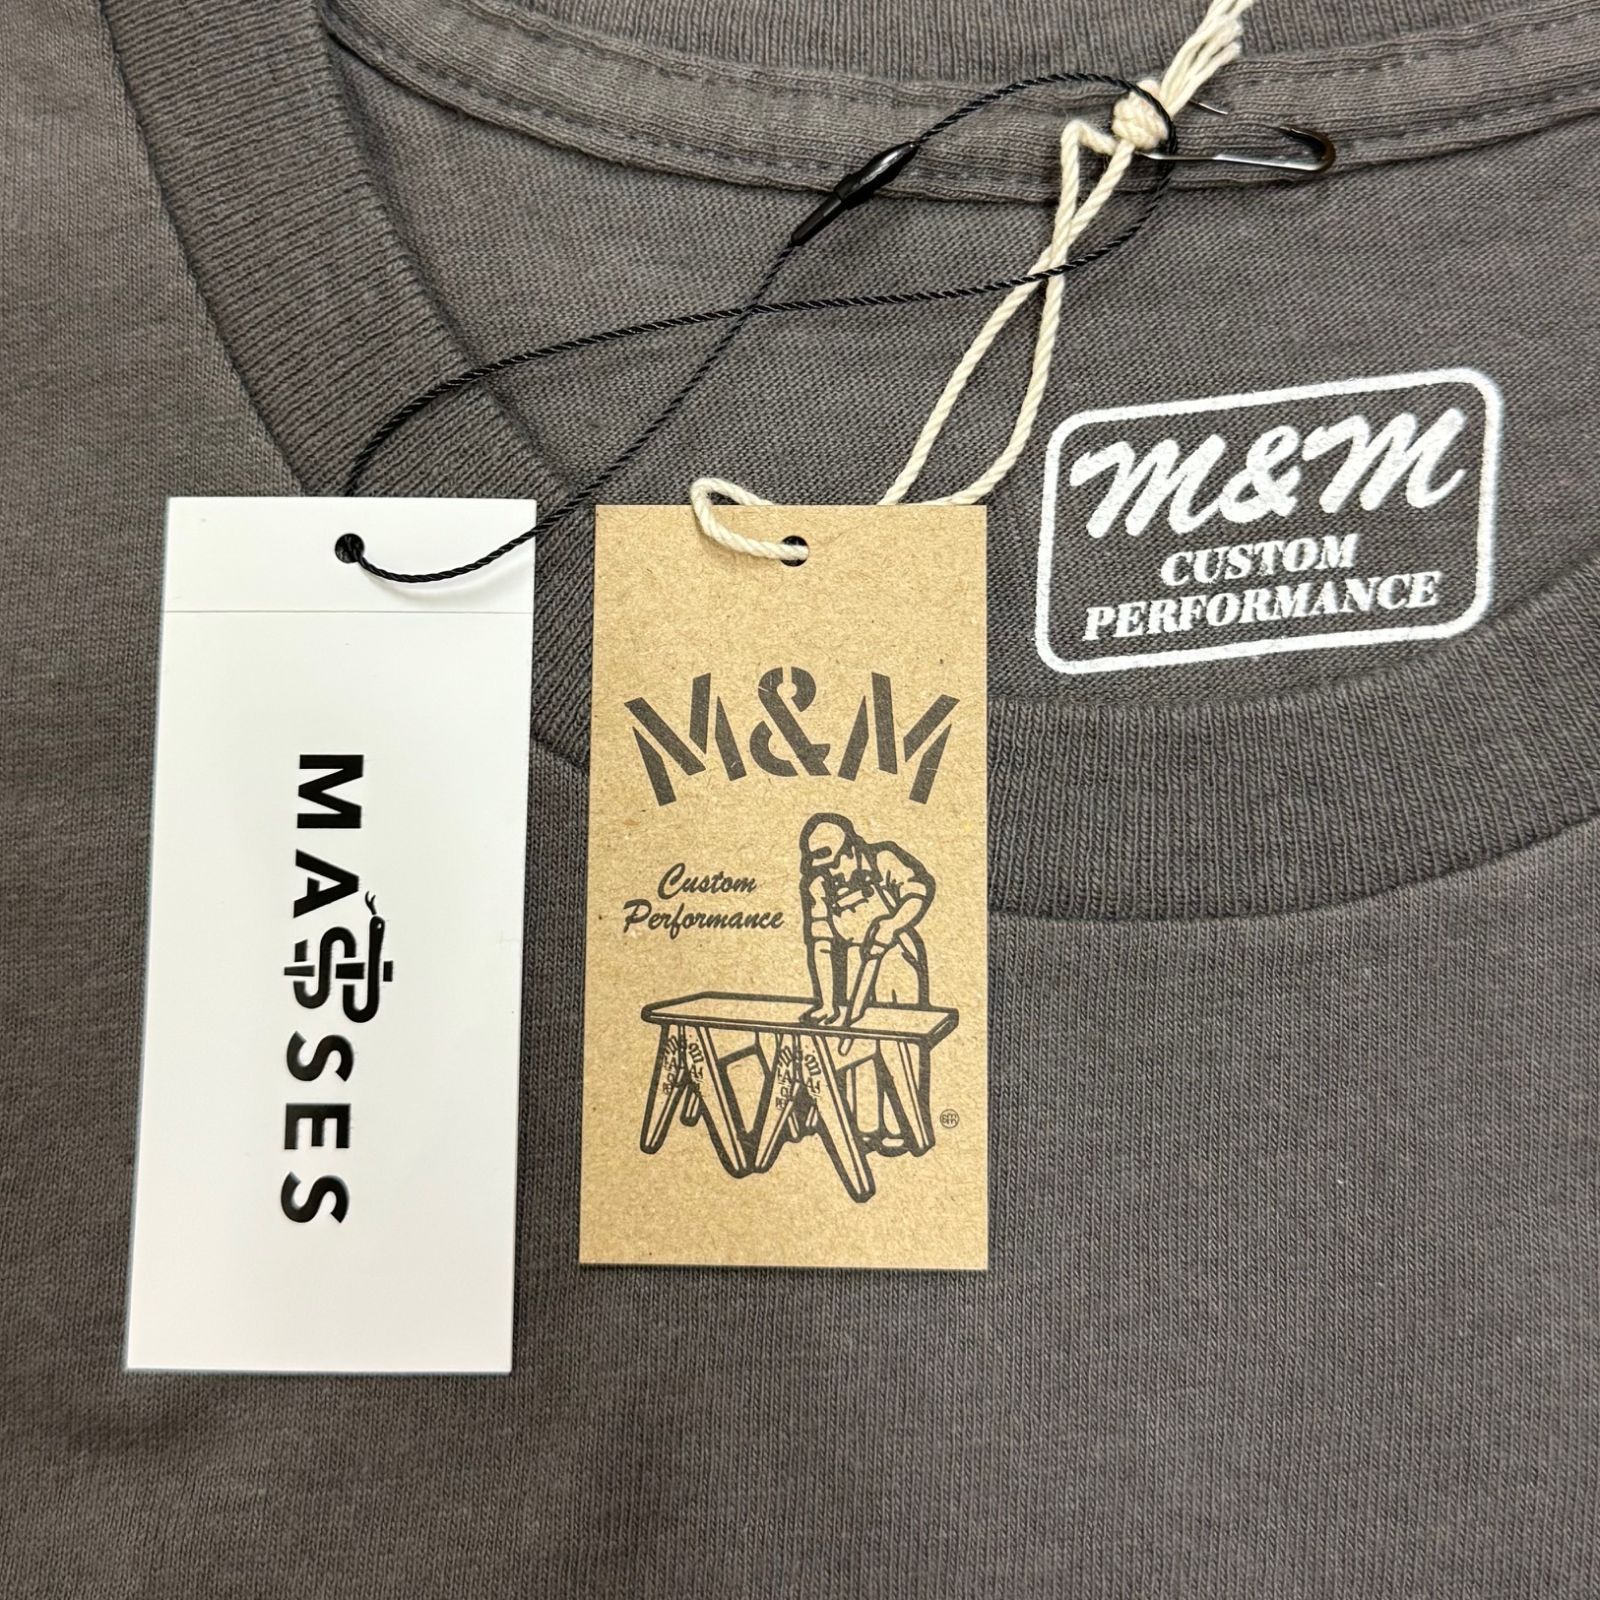 MASSES
M&M
Custom
Performance
M&M
CUSTOM
PERFORMANCE